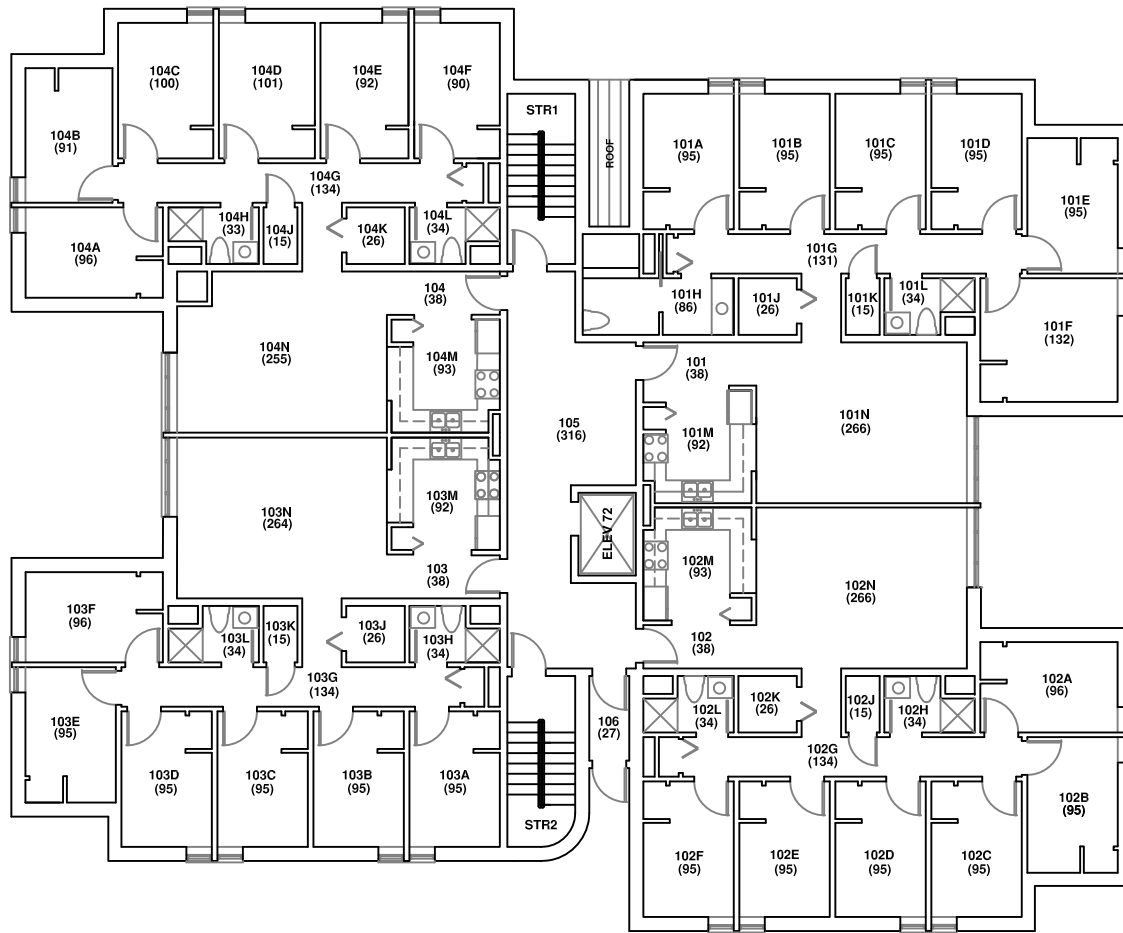 104C
(100)
104D
(101)
104E
(92)
104F
(90)
104B
(91)
STR1
ROOF
101A
(95)
101B
(95)
101C
(95)
101D
(95)
104G
(134)
101E
(95)
104H
(33)
104J
(15)
104K
(26)
104L
(34)
104A
(96)
101G
(131)
104
(38)
101H
(86)
101J
(26)
101K
(15)
101L
(34)
101F
(132)
104N
(255)
104M
(93)
101
(38)
105
(316)
101M
(92)
101N
(266)
103N
(264)
103M
(92)
ELEV 72
103
(38)
102M
(93)
102N
(266)
103F
(96)
103L
(34)
103K
(15)
103J
(26)
103H
(34)
102
(38)
103G
(134)
102A
(96)
103E
(95)
106
(27)
102L
(34)
102K
(26)
102J
(15)
102H
(34)
102G
(134)
103D
(95)
103C
(95)
103B
(95)
103A
(95)
102B
(95)
STR2
102F
(95)
102E
(95)
102D
(95)
102C
(95)